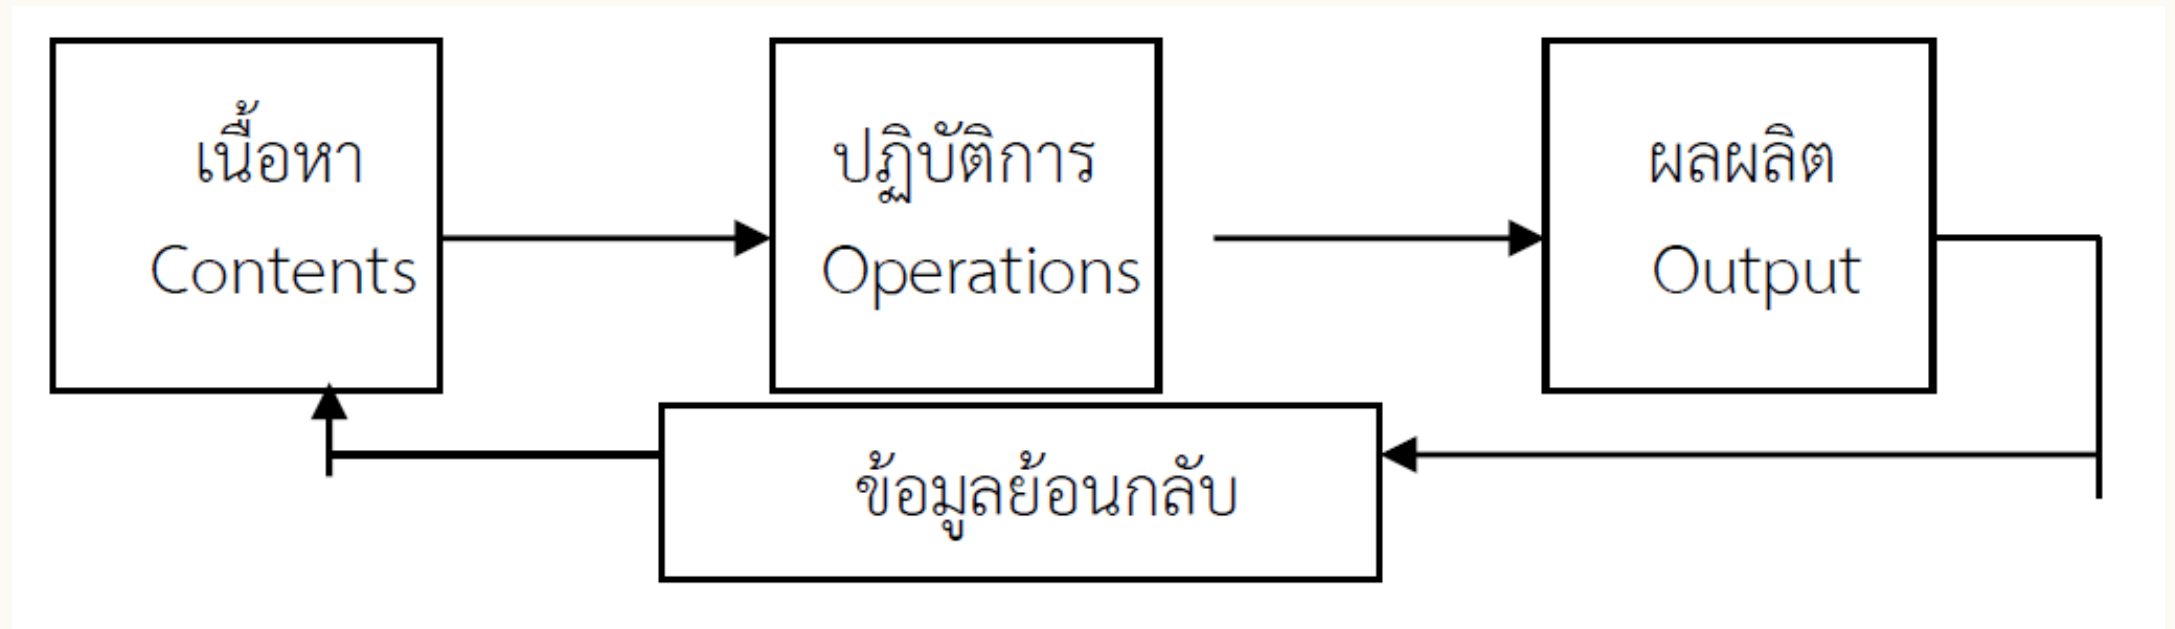 เนื้อหา
Contents
ปฏิบัติการ
Operations
ผลผลิต
Output
ข้อมูลย้อนกลับ